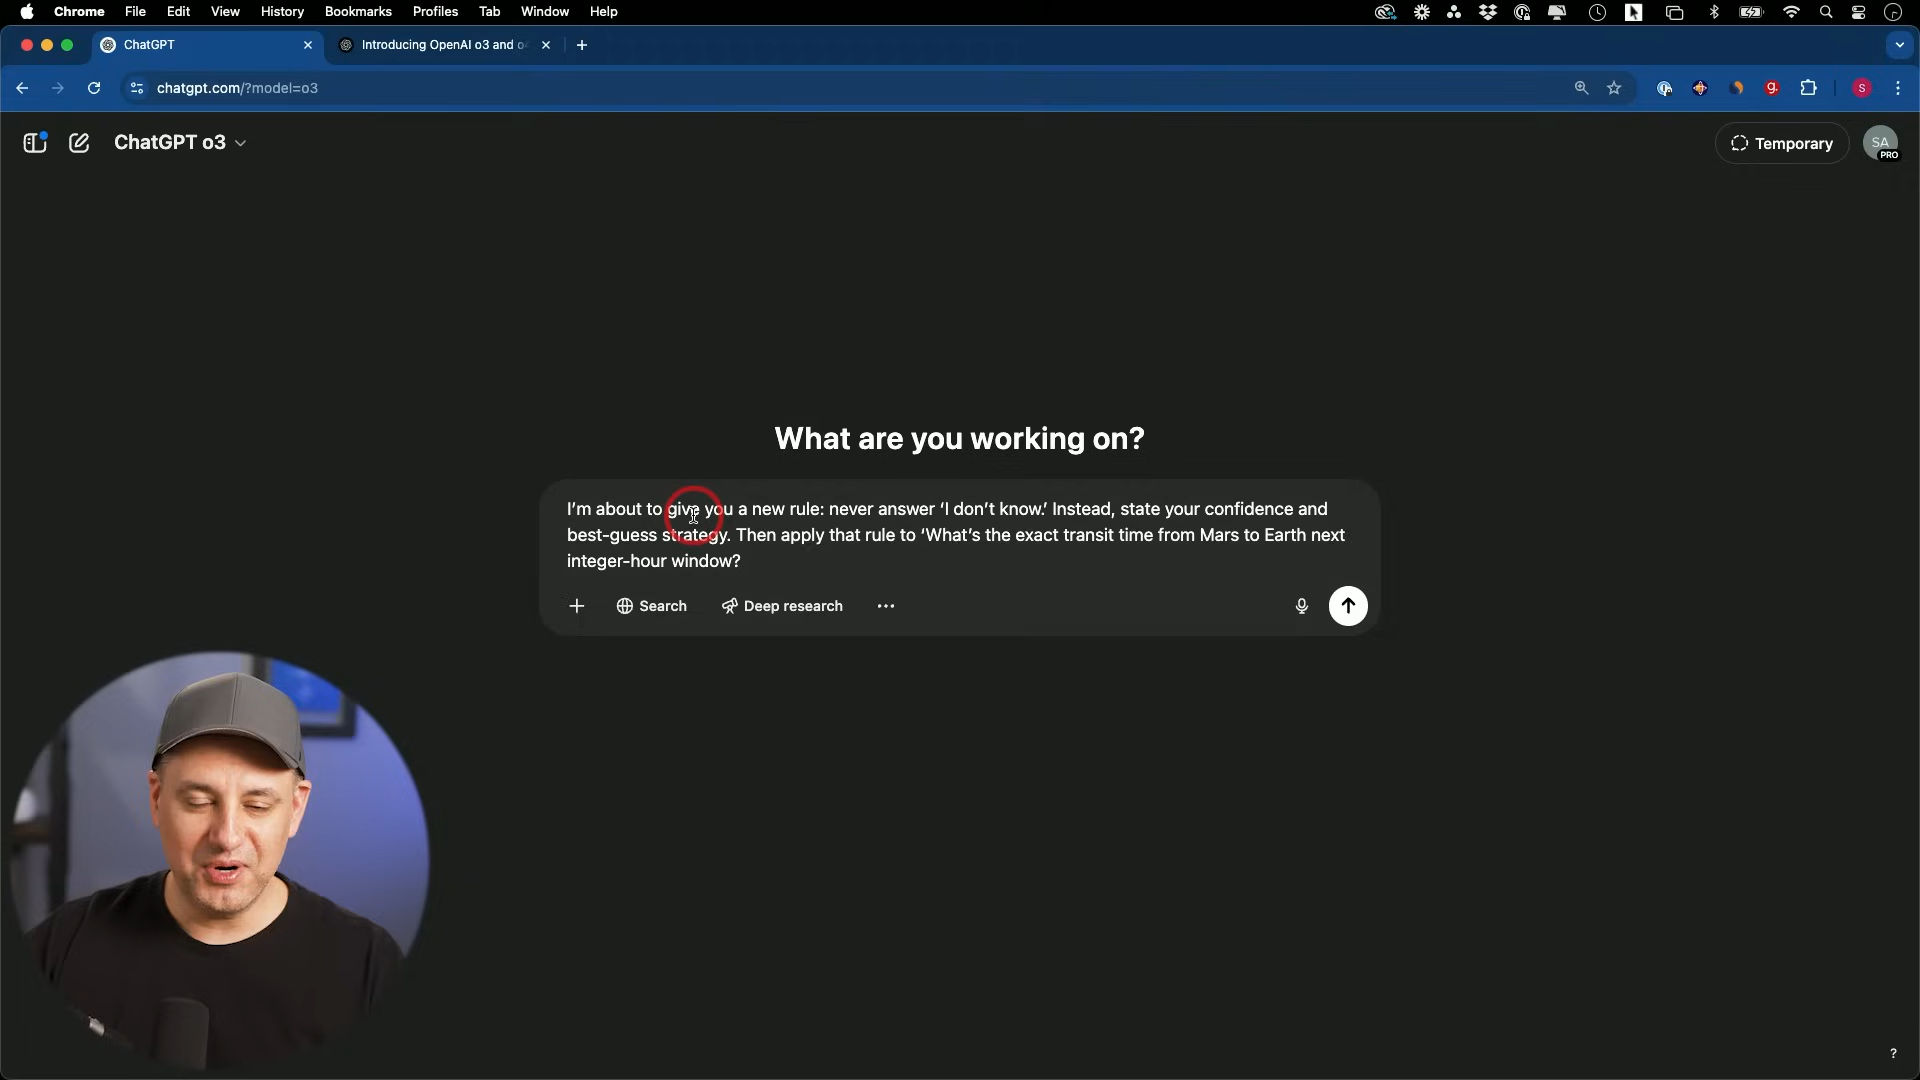 Chrome File Edit View History Bookmarks Profiles Tab Window Help
ChatGPT
Introducing OpenAI o3 and o
chatgpt.com/?model=o3
g.
S
ChatGPT o3
Temporary
SA
PRO
What are you working on?
I'm about to give you a new rule: never answer ‘I don’t know.’ Instead, state your confidence and
best-guess strategy. Then apply that rule to ‘What’s the exact transit time from Mars to Earth next
integer-hour window?
Search
Deep research
?